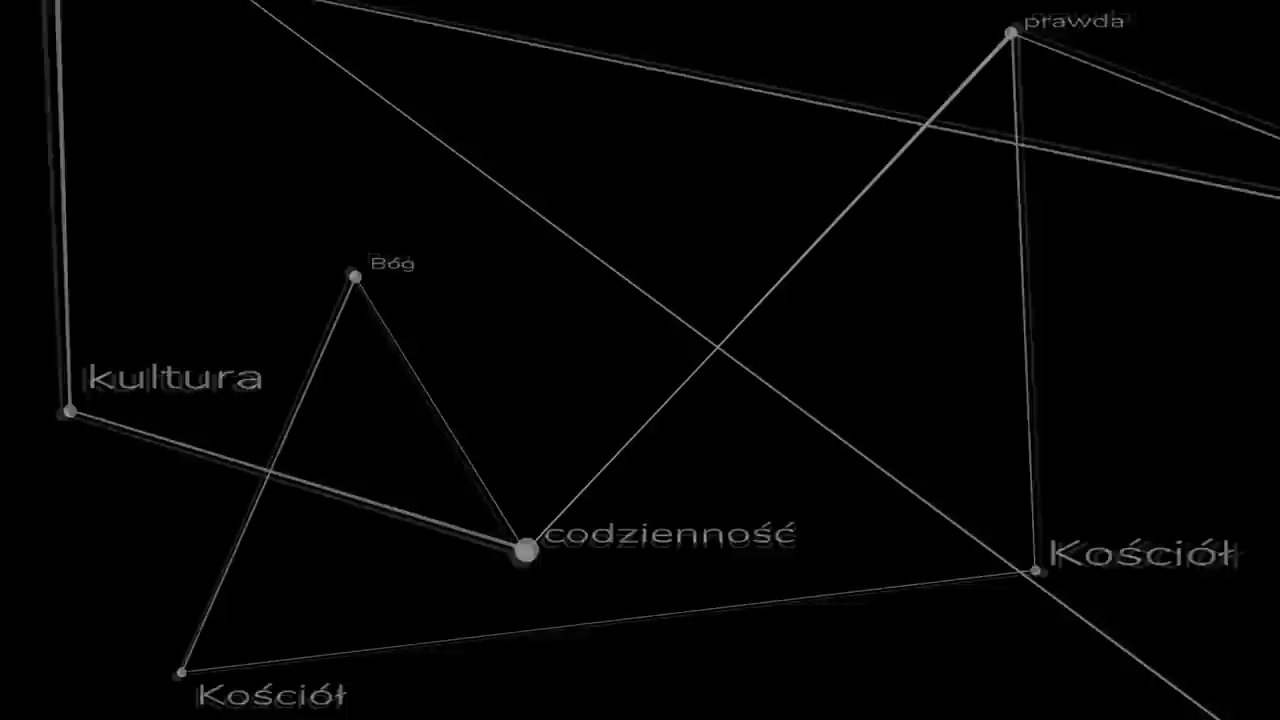 prawda
Bóg
kultura
codzienność
Kościół
Kościół